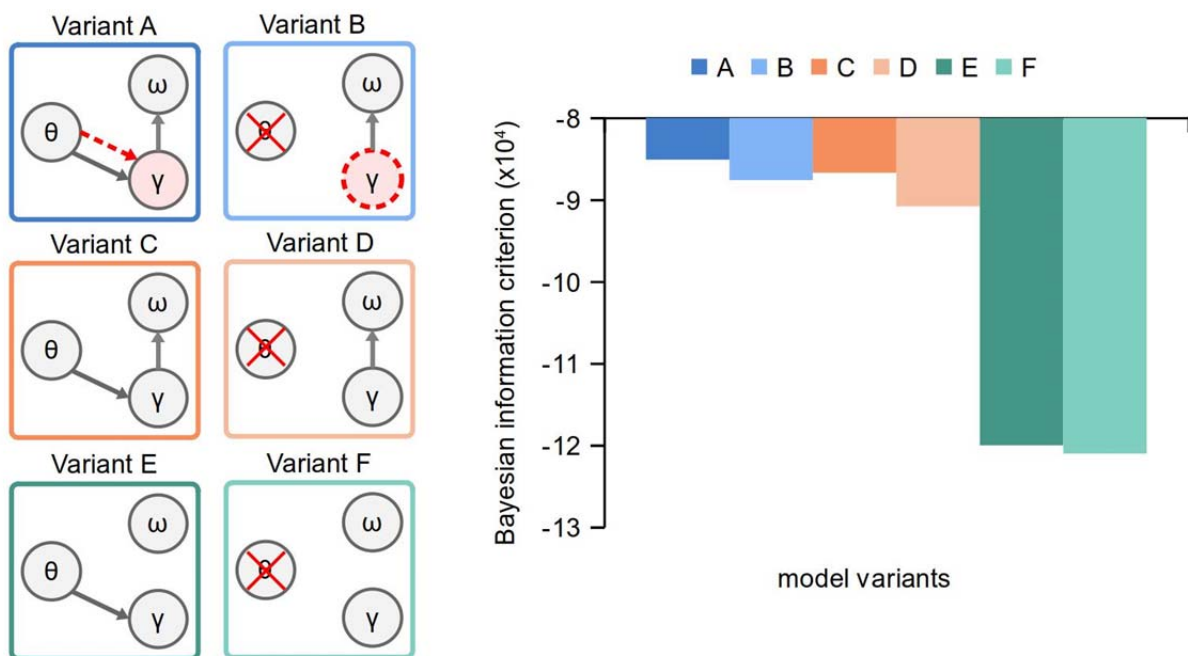 Variant A
Variant B
ω
θ
γ
ω
θ
γ
Variant C
Variant D
ω
θ
γ
ω
θ
γ
Variant E
Variant F
ω
θ
γ
ω
θ
γ
A B C D E F
Bayesian information criterion (x10⁴)
-8
-9
-10
-11
-12
-13
model variants